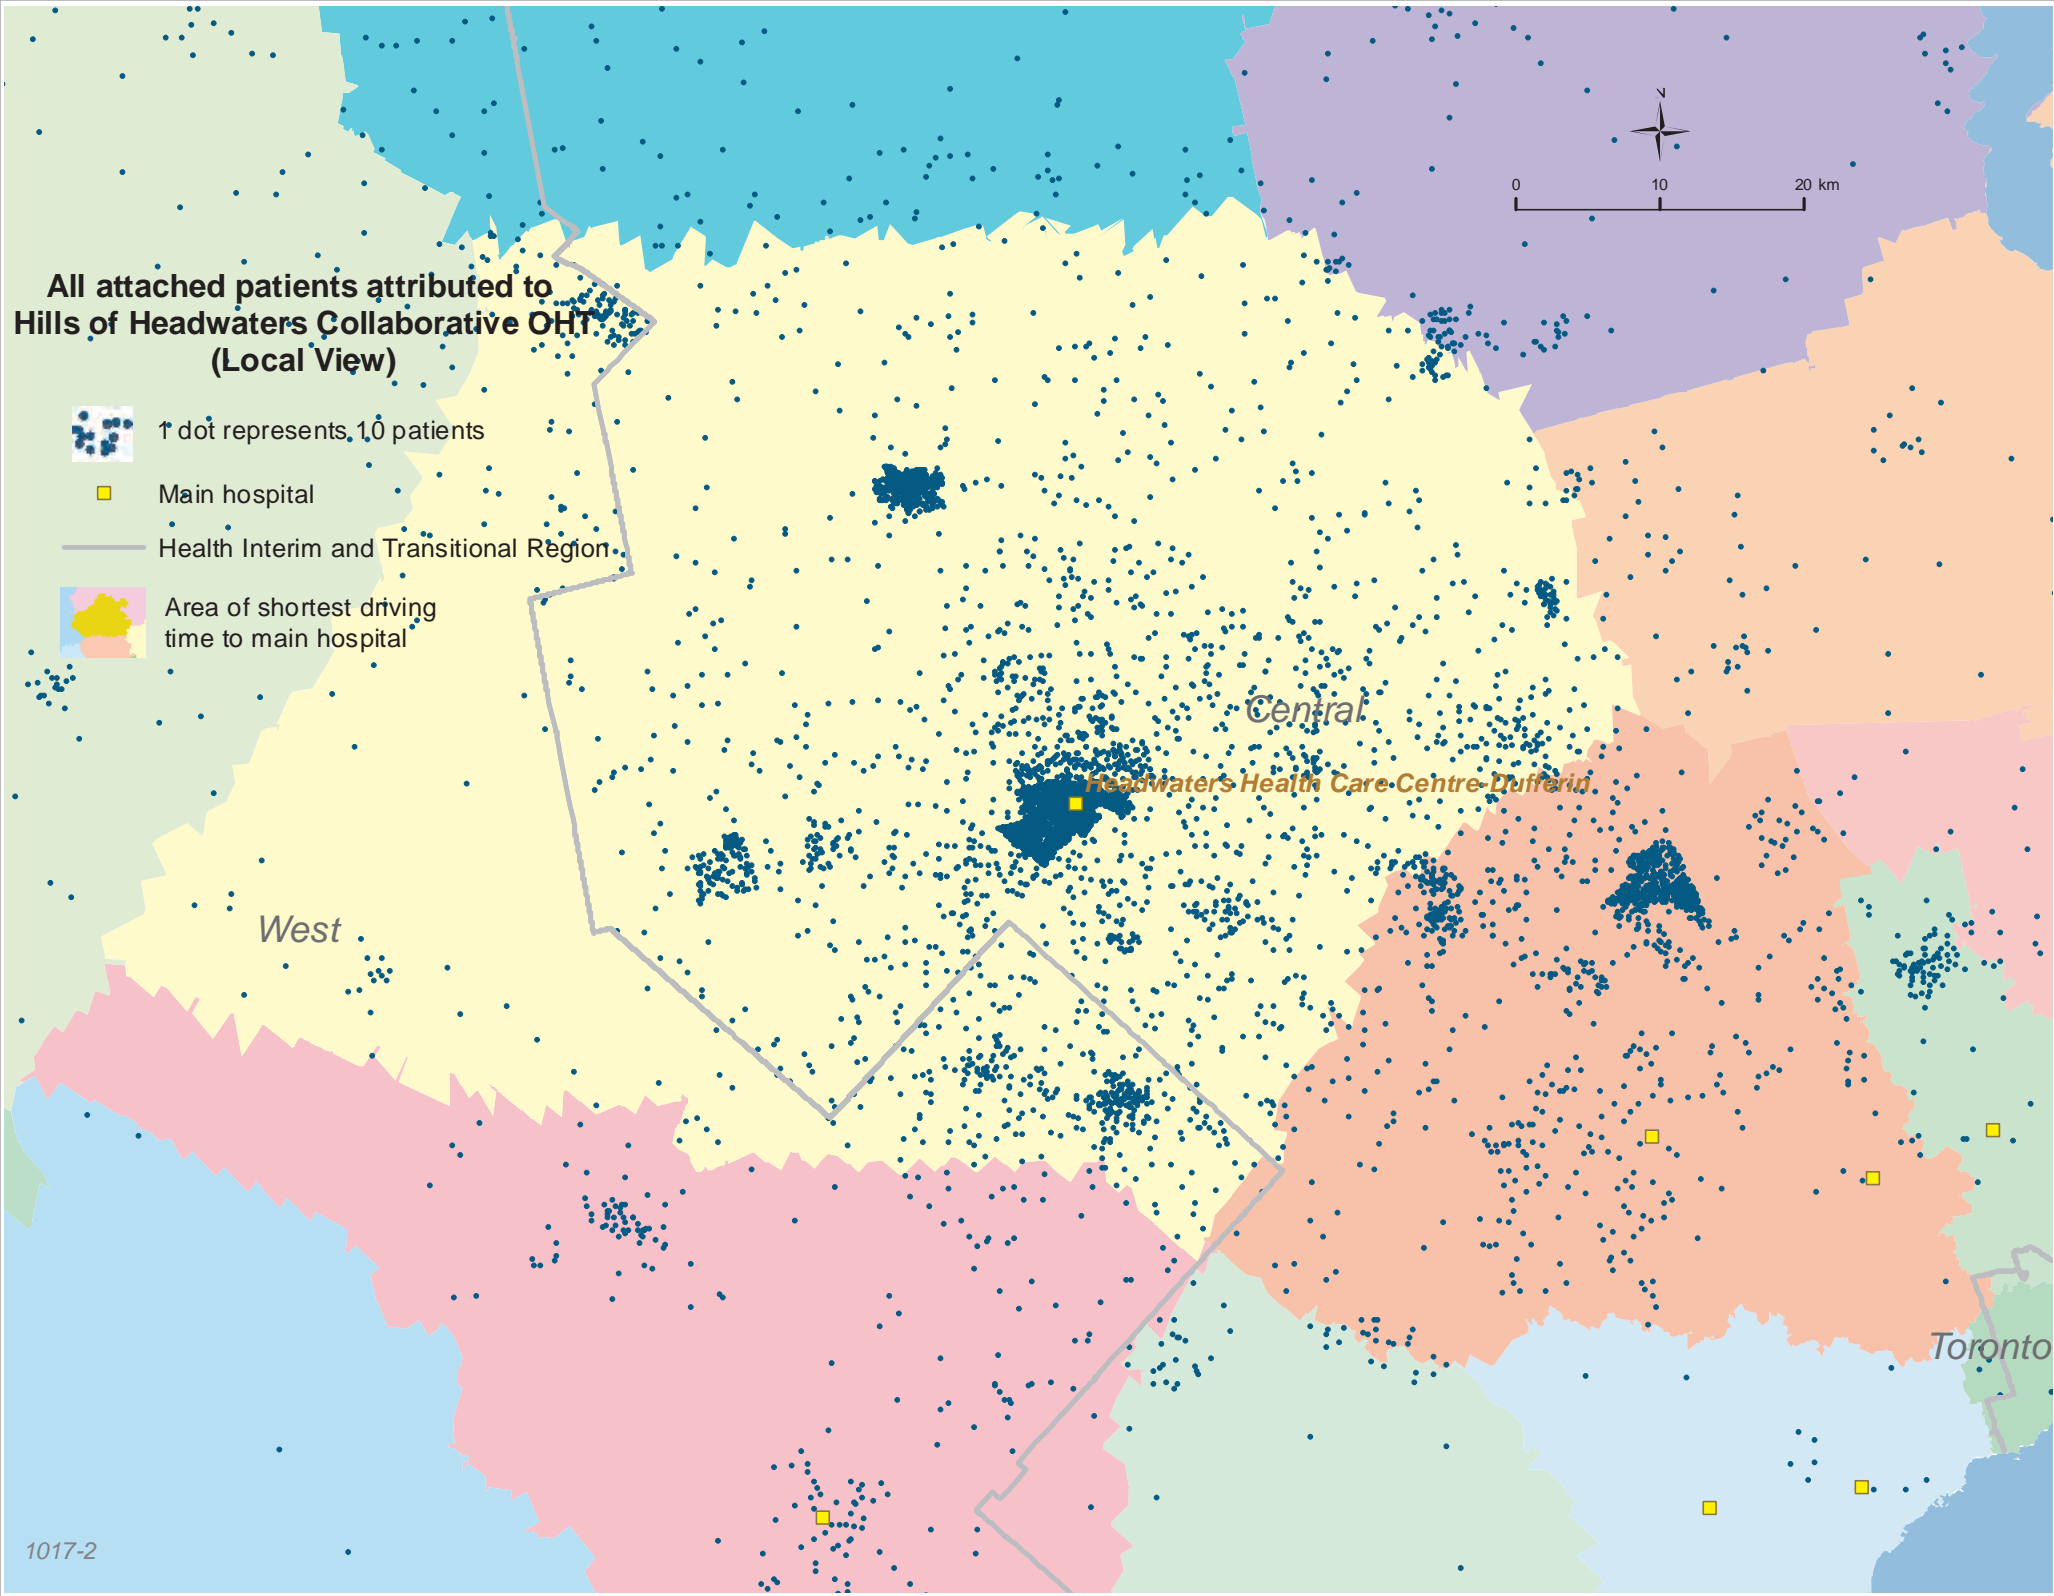 N
0 10 20 km
All attached patients attributed to
Hills of Headwaters Collaborative OHT
(Local View)
1 dot represents 10 patients
Main hospital
Health Interim and Transitional Region
Area of shortest driving
time to main hospital
Central
Headwaters Health Care Centre-Dufferin
West
Toronto
1017-2